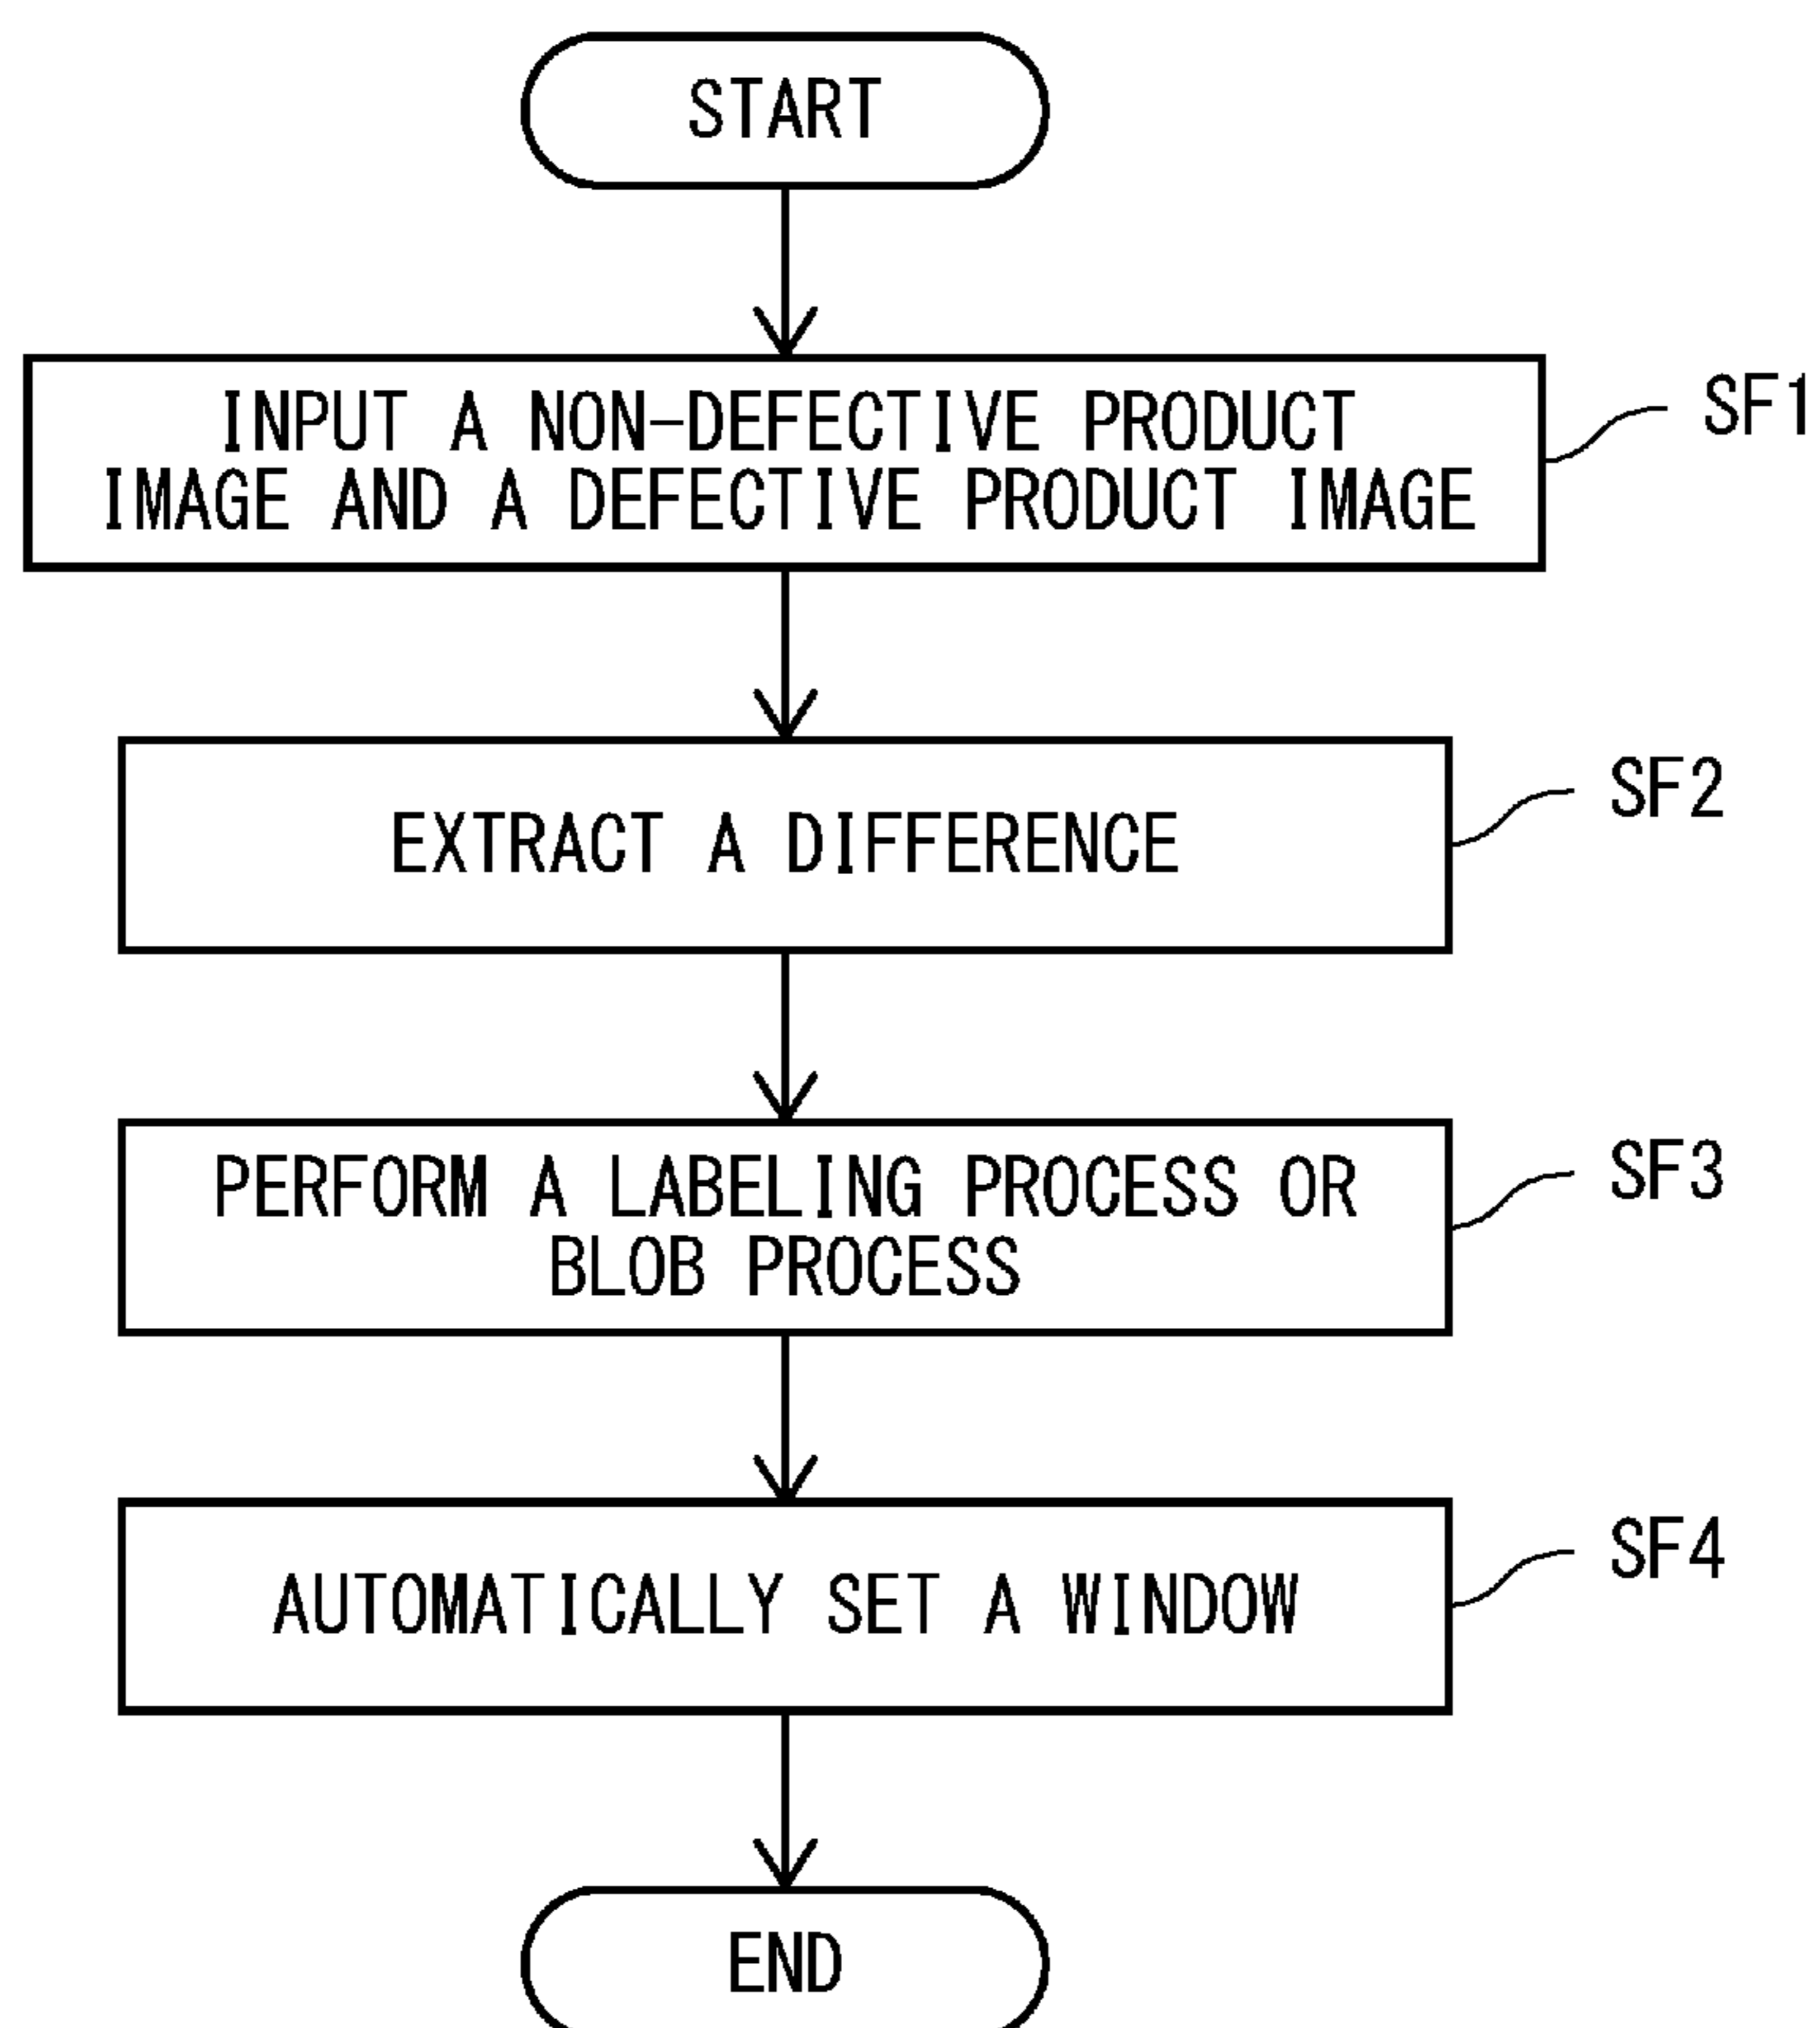 START
INPUT A NON-DEFECTIVE PRODUCT
IMAGE AND A DEFECTIVE PRODUCT IMAGE
SF1
EXTRACT A DIFFERENCE
SF2
PERFORM A LABELING PROCESS OR
BLOB PROCESS
SF3
AUTOMATICALLY SET A WINDOW
SF4
END